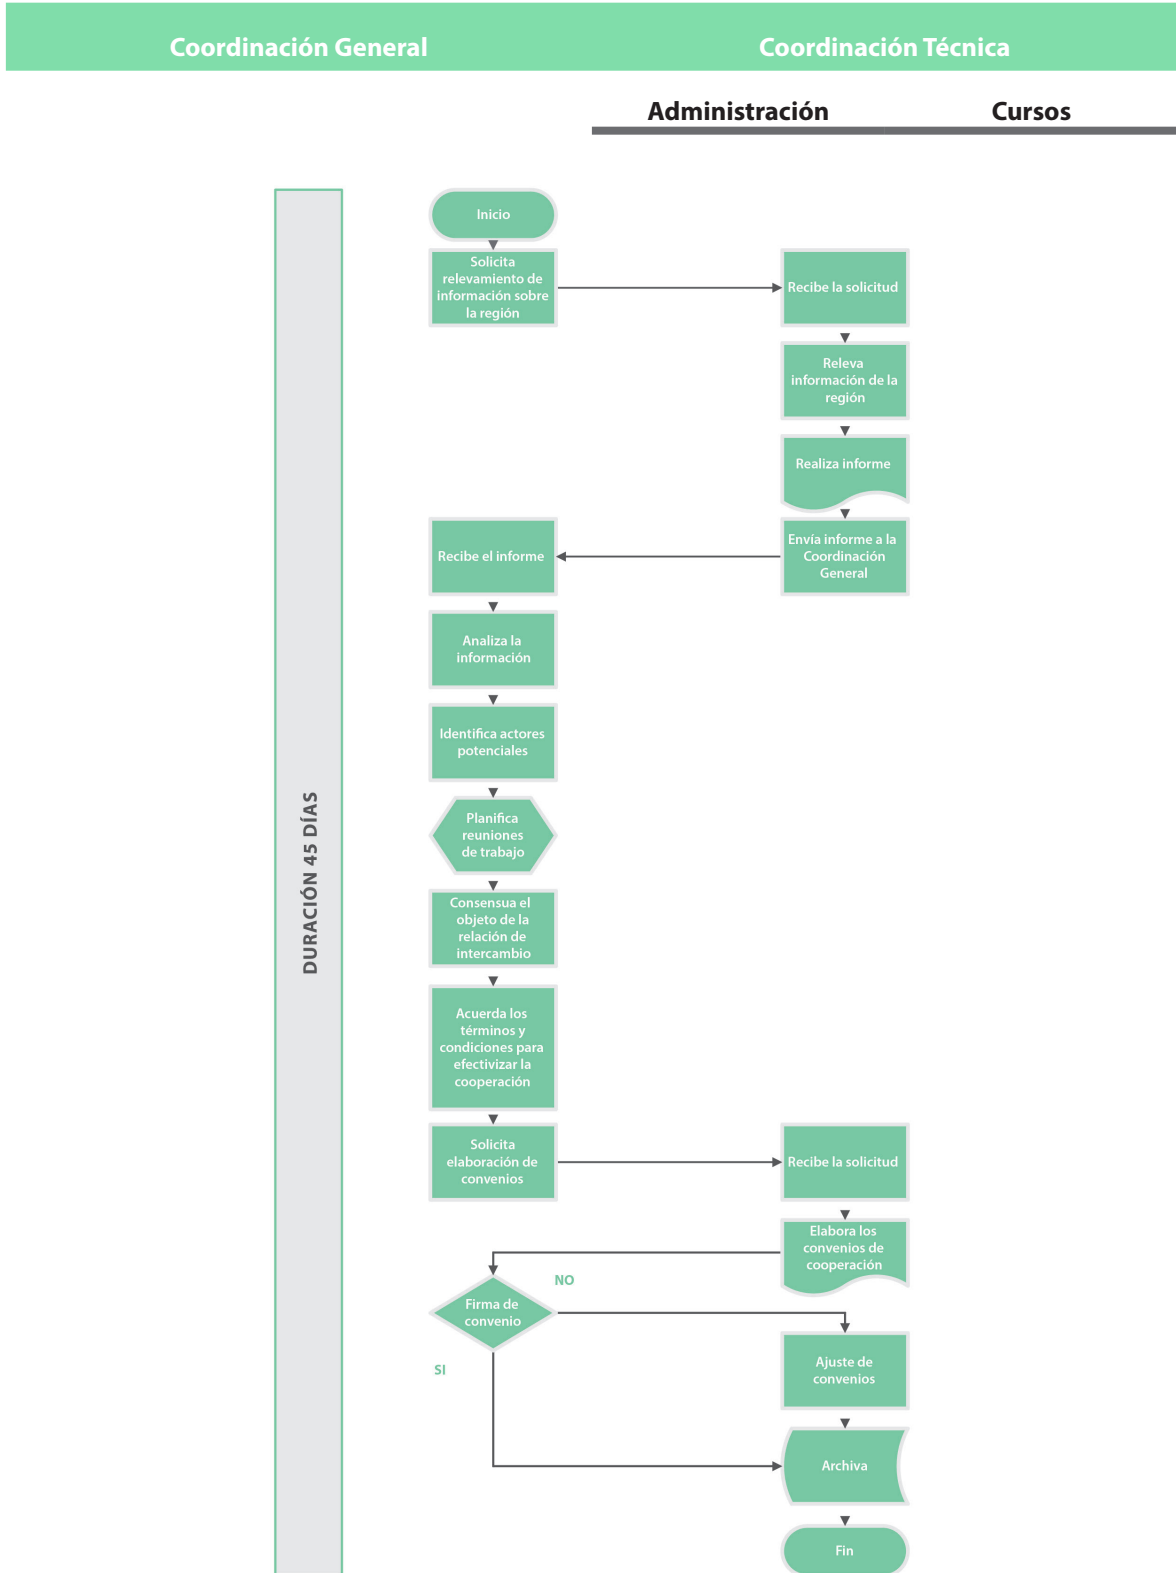 Coordinación General
Coordinación Técnica
Administración
Cursos
DURACIÓN 45 DÍAS
Inicio
Solicita
relevamiento de
información sobre
la región
Recibe la solicitud
Releva
información de la
región
Realiza informe
Envía informe a la
Coordinación
General
Recibe el informe
Analiza la
información
Identifica actores
potenciales
Planifica
reuniones
de trabajo
Consensua el
objeto de la
relación de
intercambio
Acuerda los
términos y
condiciones para
efectivizar la
cooperación
Solicita
elaboración de
convenios
Recibe la solicitud
Elabora los
convenios de
cooperación
Firma de
convenio
NO
SI
Ajuste de
convenios
Archiva
Fin